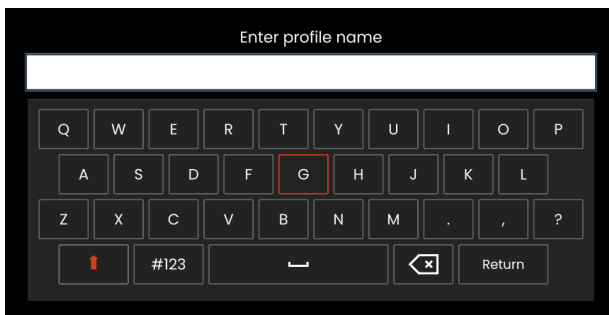 Enter profile name
Q W E R T Y U I O P
A S D F G H J K L
Z X C V B N M . , ?
#123 Return